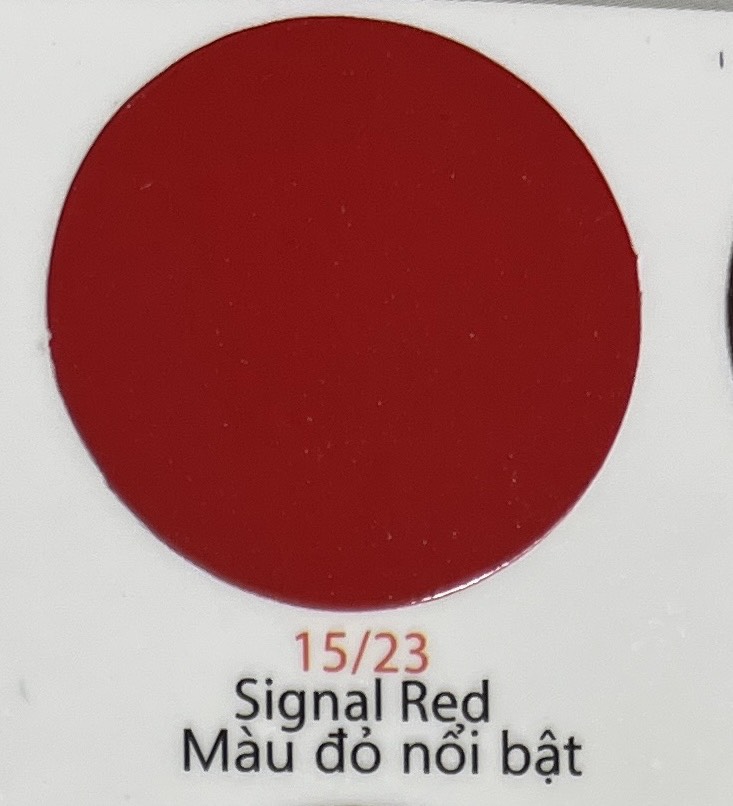 15/23
Signal Red
Màu đỏ nổi bật